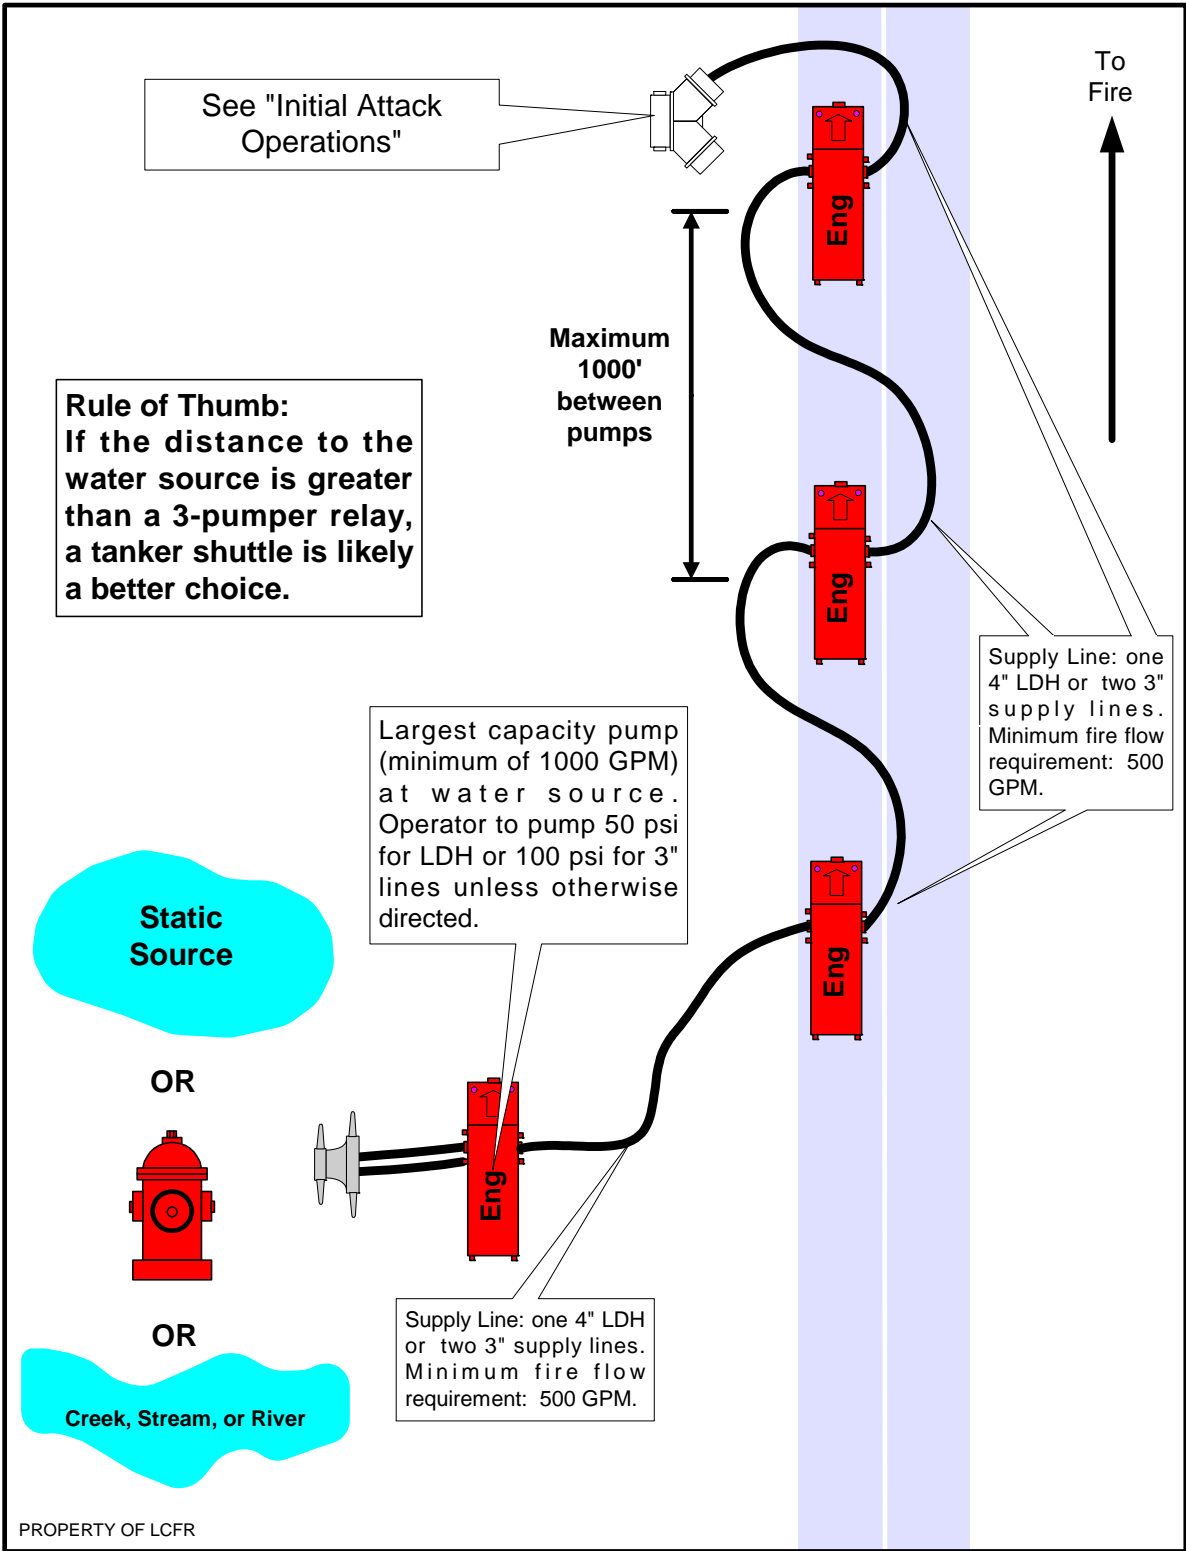 See "Initial Attack
Operations"
To
Fire
Eng
Maximum
1000'
between
pumps
Rule of Thumb:
If the distance to the
water source is greater
than a 3-pumper relay,
a tanker shuttle is likely
a better choice.
Eng
Supply Line: one
4" LDH or two 3"
supply lines.
Minimum fire flow
requirement: 500
GPM.
Largest capacity pump
(minimum of 1000 GPM)
at water source.
Operator to pump 50 psi
for LDH or 100 psi for 3"
lines unless otherwise
directed.
Eng
Static
Source
OR
Eng
OR
Supply Line: one 4" LDH
or two 3" supply lines.
Minimum fire flow
requirement: 500 GPM.
Creek, Stream, or River
PROPERTY OF LCFR